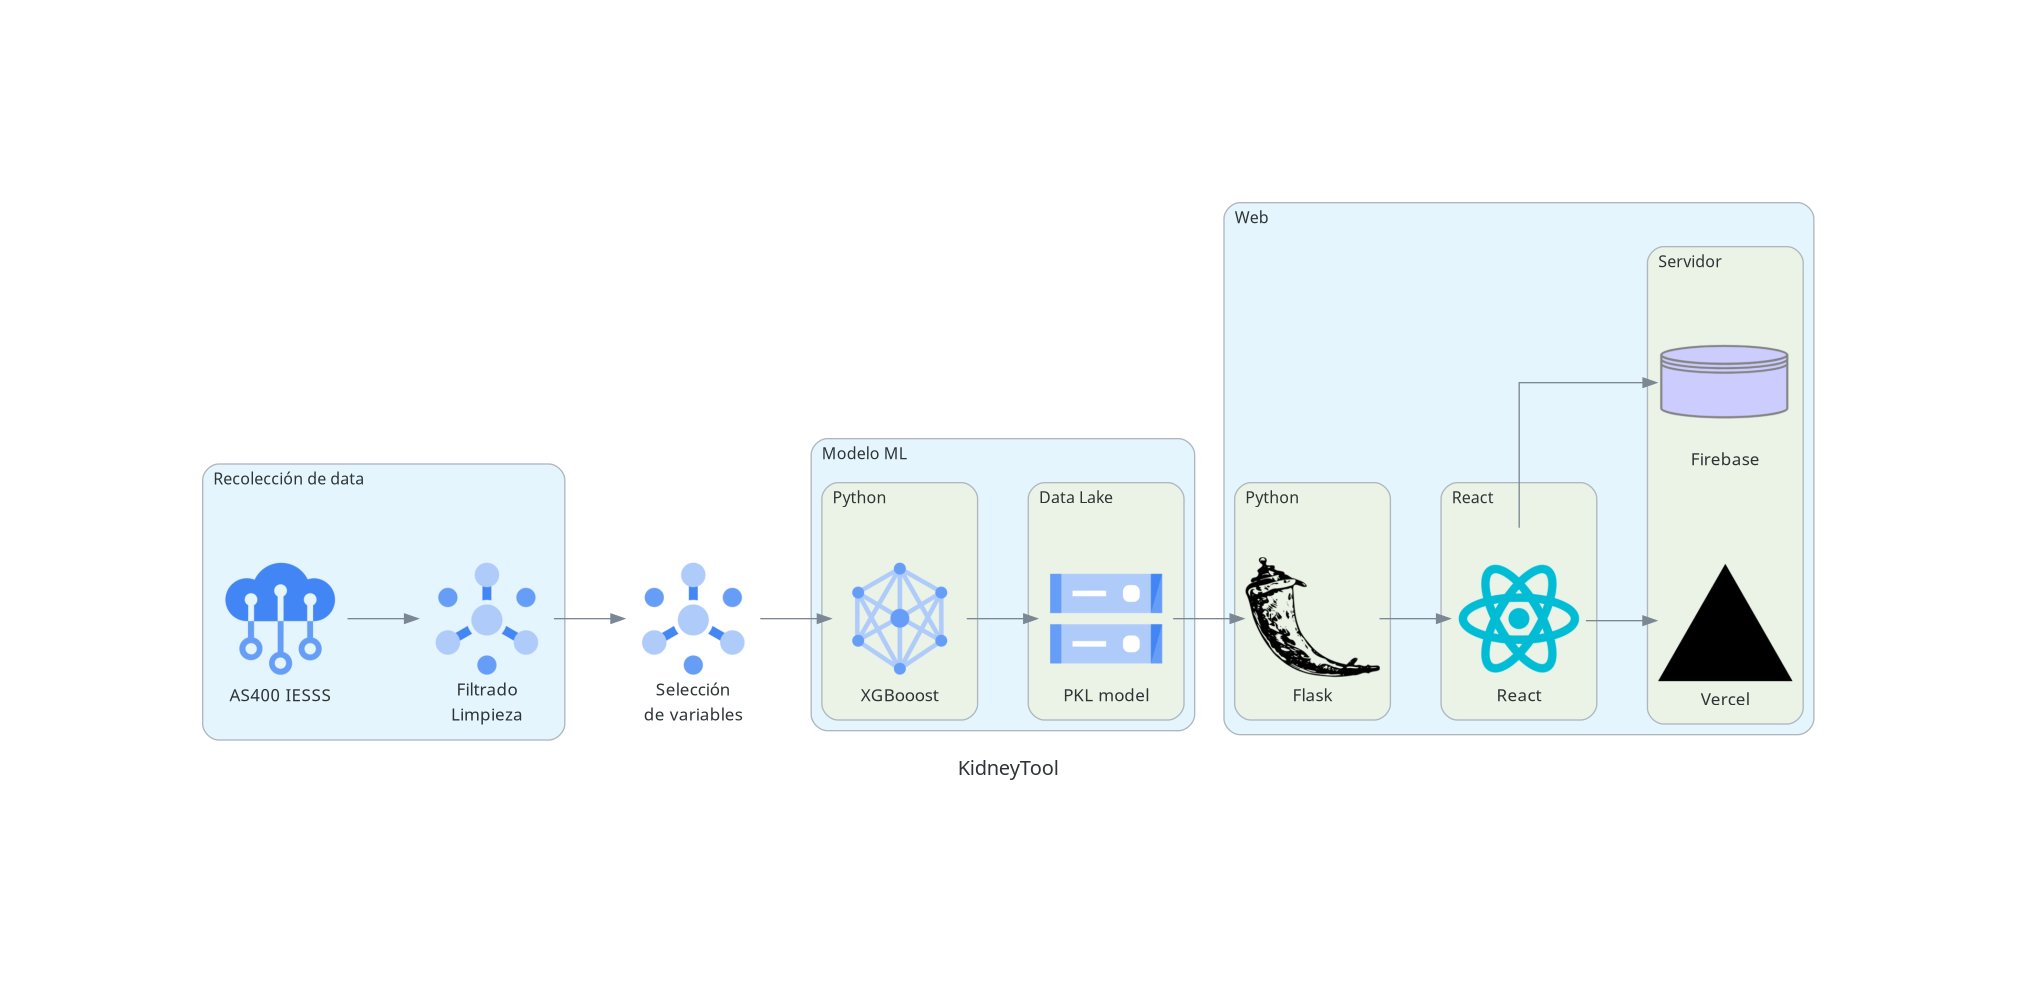 Recolección de data
AS400 IESSS
Filtrado
Limpieza
Selección
de variables
Modelo ML
Python
XGBooost
Data Lake
PKL model
Web
Python
Flask
React
React
Servidor
Firebase
Vercel
KidneyTool